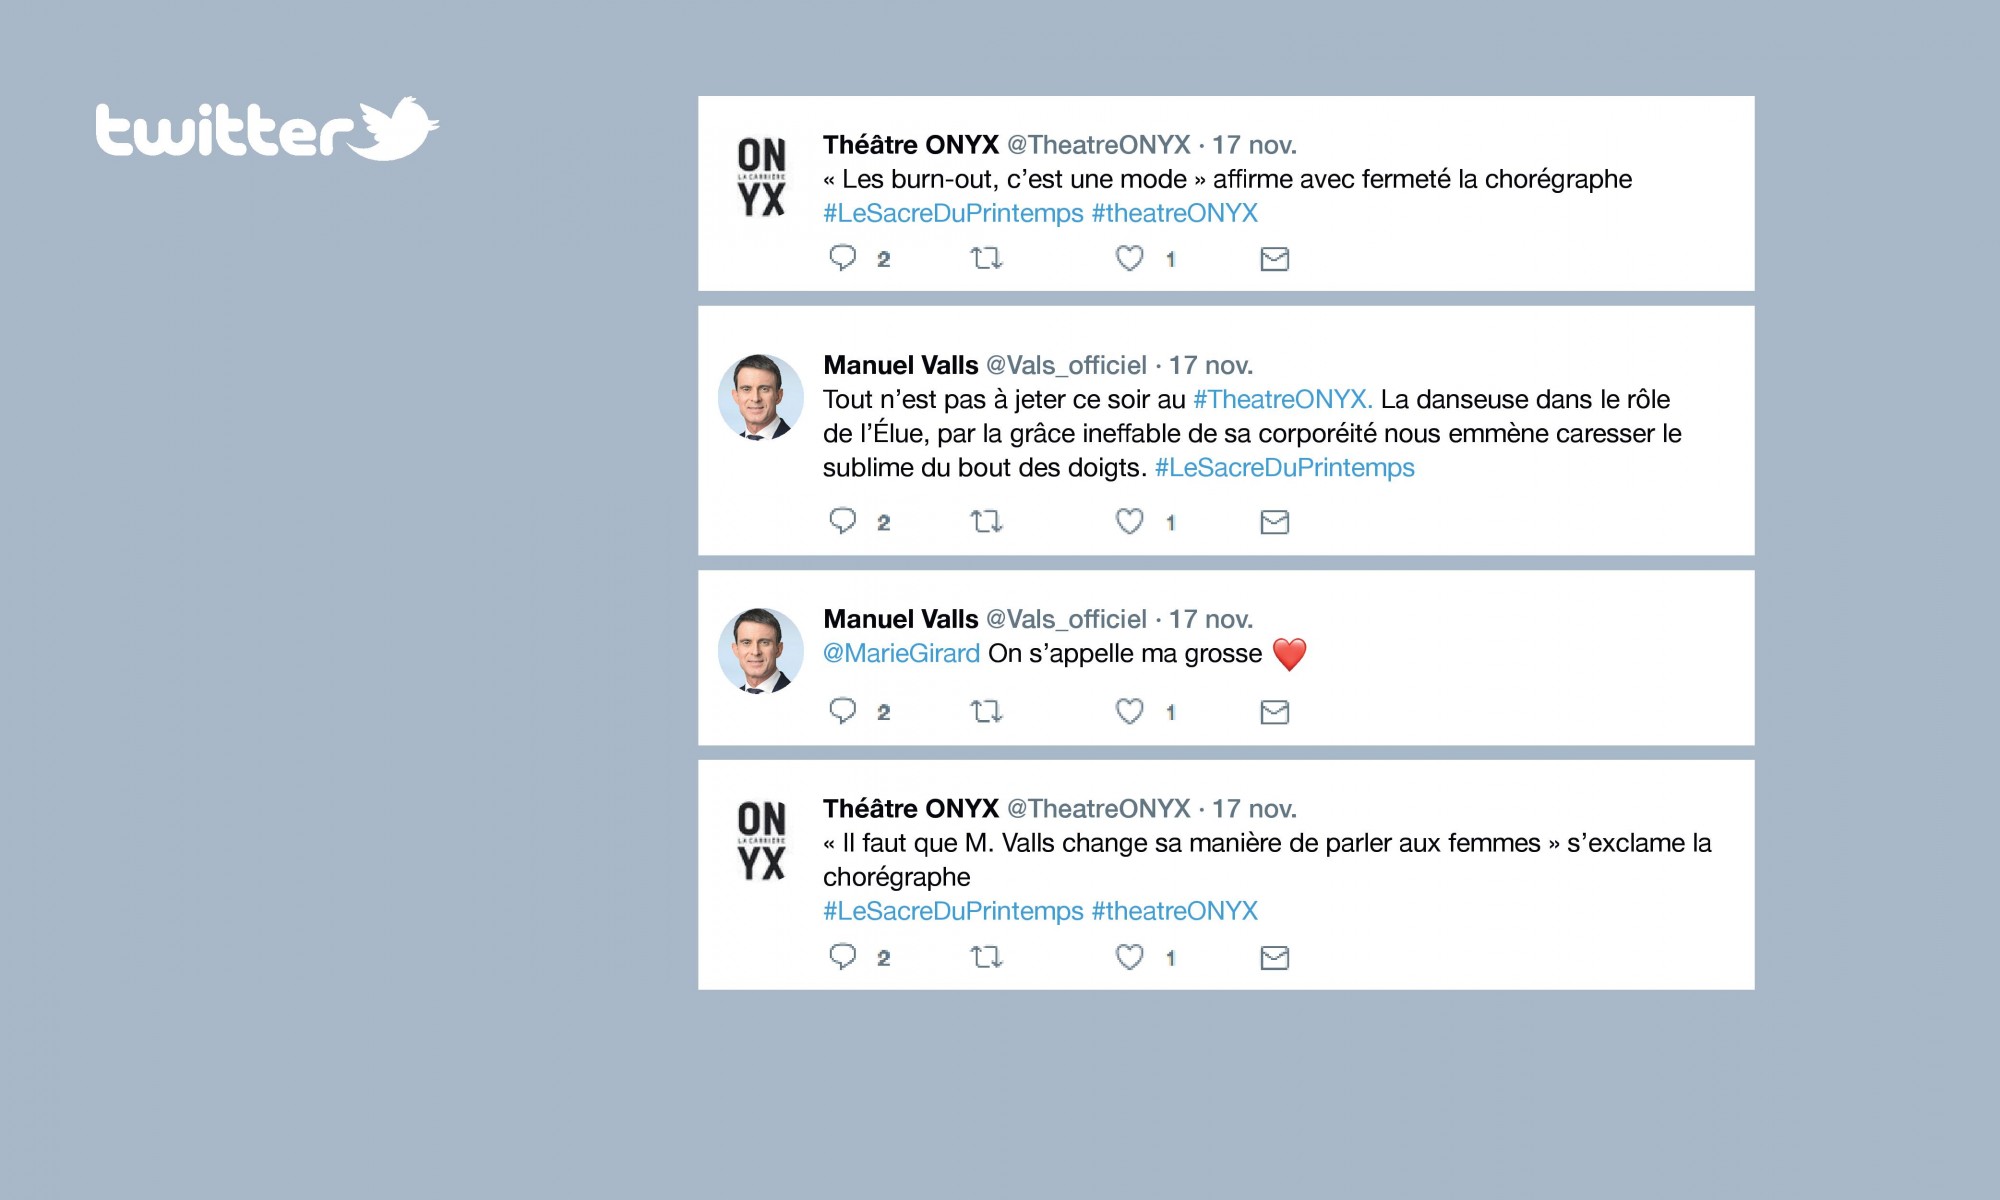 twitter
ON
LA CARRIÈRE
YX
Théâtre ONYX @TheatreONYX · 17 nov.
« Les burn-out, c’est une mode » affirme avec fermeté la chorégraphe
#LeSacreDuPrintemps #theatreONYX
2 1
Manuel Valls @Vals_officiel · 17 nov.
Tout n’est pas à jeter ce soir au #TheatreONYX. La danseuse dans le rôle
de l’Élue, par la grâce ineffable de sa corporéité nous emmène caresser le
sublime du bout des doigts. #LeSacreDuPrintemps
2 1
Manuel Valls @Vals_officiel · 17 nov.
@MarieGirard On s’appelle ma grosse ❤️
2 1
ON
LA CARRIÈRE
YX
Théâtre ONYX @TheatreONYX · 17 nov.
« Il faut que M. Valls change sa manière de parler aux femmes » s’exclame la
chorégraphe
#LeSacreDuPrintemps #theatreONYX
2 1